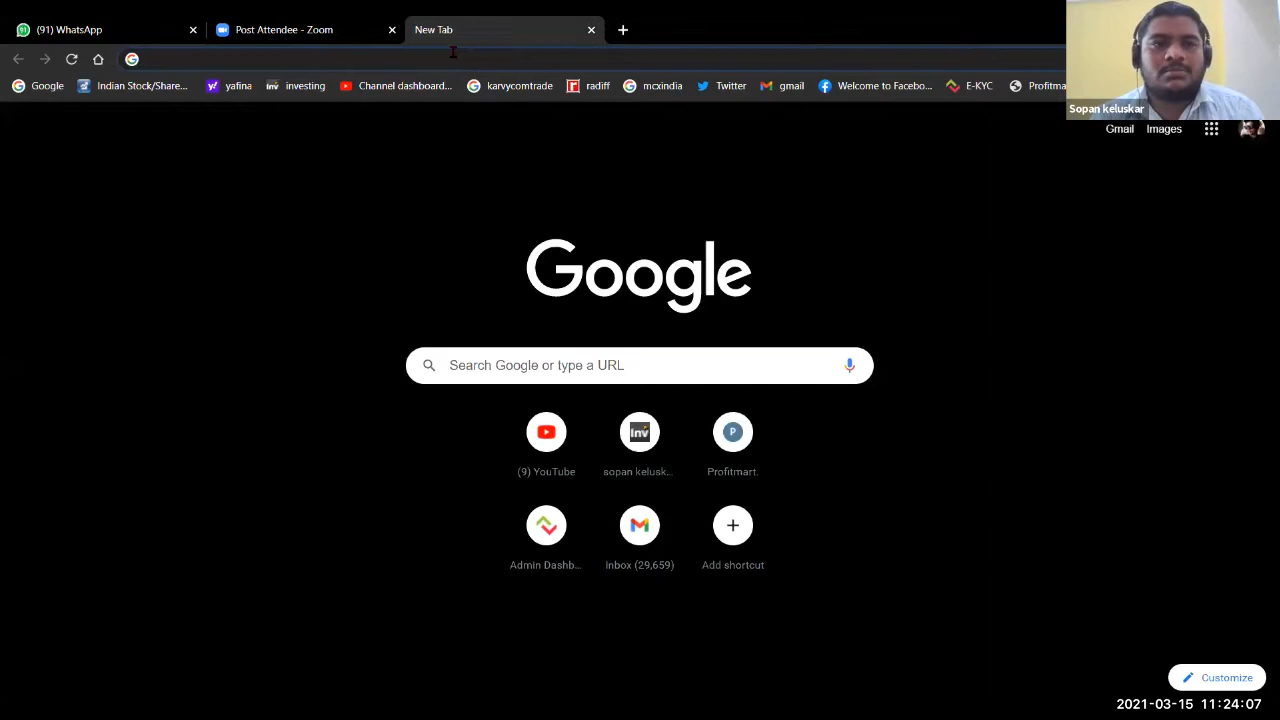 (91) WhatsApp
Post Attendee - Zoom
New Tab
Google
Indian Stock/Share...
yafina
investing
Channel dashboard...
karvycomtrade
radiff
mcxindia
Twitter
gmail
Welcome to Facebo...
E-KYC
Profitma
Sopan keluskar
Gmail
Images
Google
Search Google or type a URL
(9) YouTube
sopan kelusk...
Profitmart.
Admin Dashb...
Inbox (29,659)
Add shortcut
Customize
2021-03-15 11:24:07